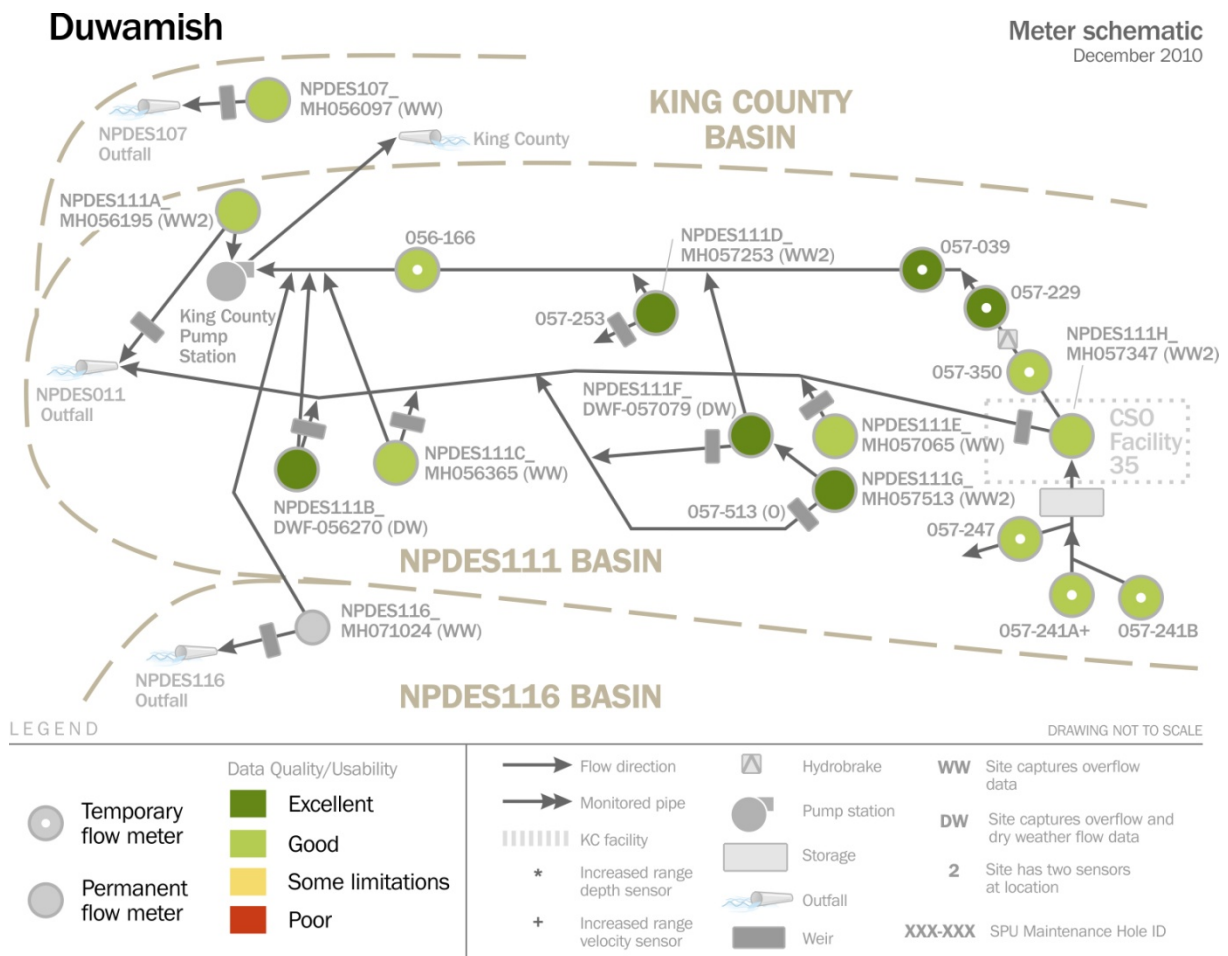 Duwamish
Meter schematic
December 2010
NPDES107_
MH056097 (WW)
NPDES107
Outfall
King County
KING COUNTY
BASIN
NPDES111A_
MH056195 (WW2)
056-166
NPDES111D_
MH057253 (WW2)
057-039
057-229
King County
Pump
Station
057-253
NPDES111H_
MH057347 (WW2)
057-350
NPDES011
Outfall
NPDES111F_
DWF-057079 (DW)
NPDES111E_
MH057065 (WW)
CSO
Facility
35
NPDES111C_
MH056365 (WW)
NPDES111G_
MH057513 (WW2)
NPDES111B_
DWF-056270 (DW)
057-513 (O)
057-247
NPDES111 BASIN
NPDES116_
MH071024 (WW)
057-241A+
057-241B
NPDES116
Outfall
NPDES116 BASIN
LEGEND
DRAWING NOT TO SCALE
Temporary
flow meter
Permanent
flow meter
Data Quality/Usability
Excellent
Good
Some limitations
Poor
Flow direction
Monitored pipe
KC facility
* Increased range
depth sensor
+ Increased range
velocity sensor
Hydrobrake
Pump station
Storage
Outfall
Weir
WW Site captures overflow
data
DW Site captures overflow and
dry weather flow data
2 Site has two sensors
at location
XXX-XXX SPU Maintenance Hole ID